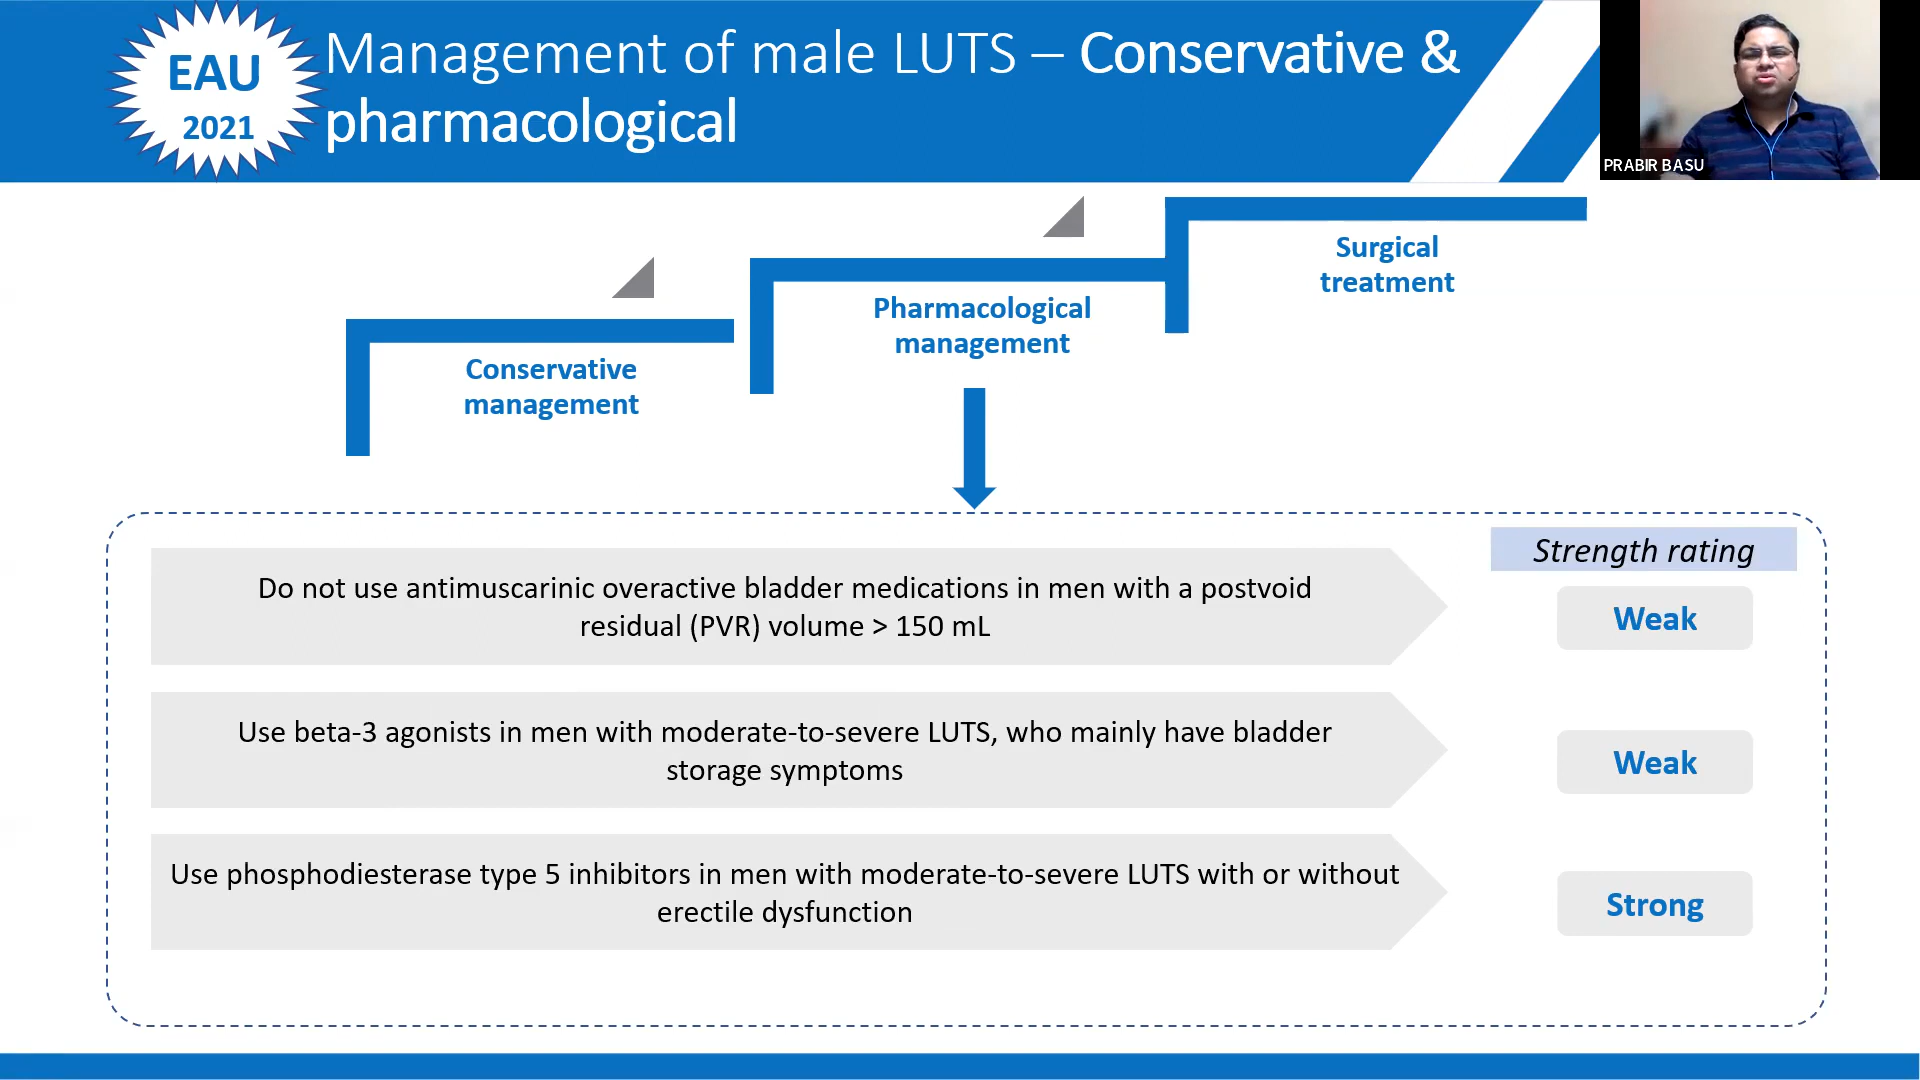 EAU
2021
Management of male LUTS – Conservative &
pharmacological
PRABIR BASU
Surgical
treatment
Pharmacological
management
Conservative
management
Strength rating
Do not use antimuscarinic overactive bladder medications in men with a postvoid
residual (PVR) volume > 150 mL
Weak
Use beta-3 agonists in men with moderate-to-severe LUTS, who mainly have bladder
storage symptoms
Weak
Use phosphodiesterase type 5 inhibitors in men with moderate-to-severe LUTS with or without
erectile dysfunction
Strong